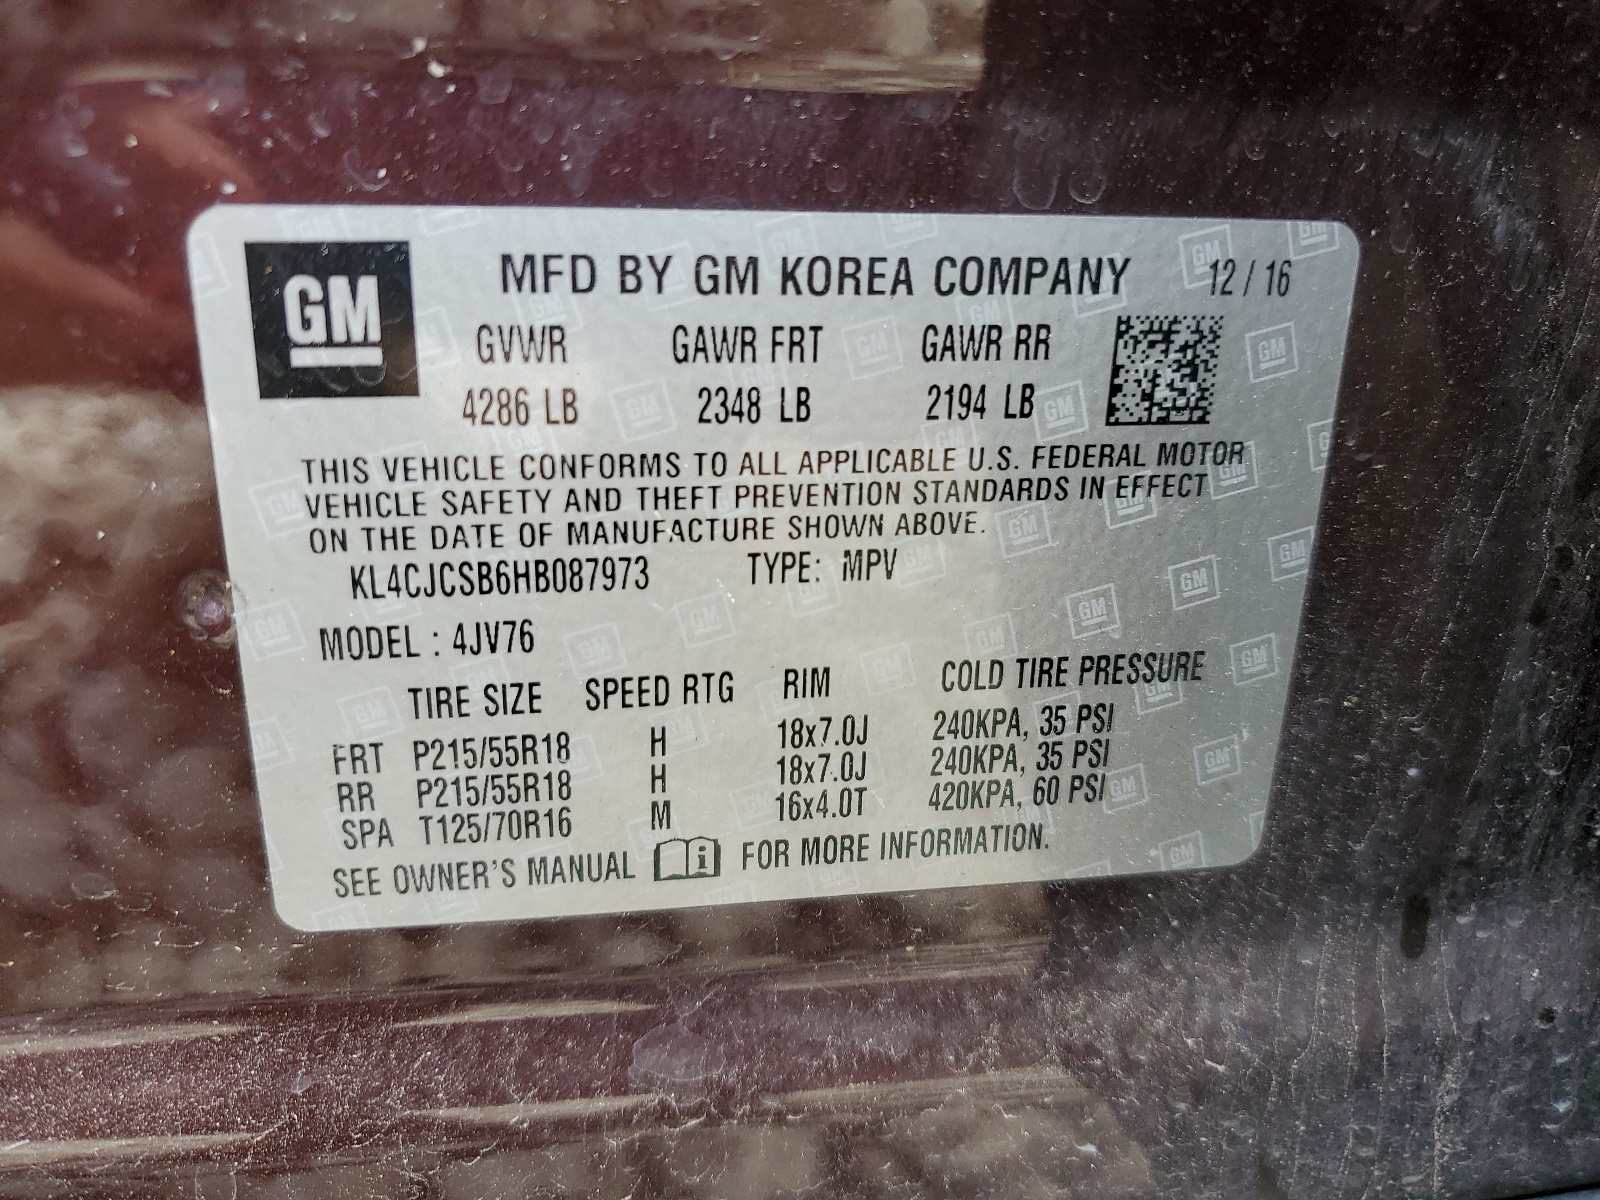 GM
MFD BY GM KOREA COMPANY 12 / 16
GVWR GAWR FRT GAWR RR
4286 LB 2348 LB 2194 LB
THIS VEHICLE CONFORMS TO ALL APPLICABLE U.S. FEDERAL MOTOR
VEHICLE SAFETY AND THEFT PREVENTION STANDARDS IN EFFECT
ON THE DATE OF MANUFACTURE SHOWN ABOVE.
KL4CJCSB6HB087973 TYPE: MPV
MODEL : 4JV76
TIRE SIZE SPEED RTG RIM COLD TIRE PRESSURE
FRT P215/55R18 H 18x7.0J 240KPA, 35 PSI
RR P215/55R18 H 18x7.0J 240KPA, 35 PSI
SPA T125/70R16 M 16x4.0T 420KPA, 60 PSI
SEE OWNER'S MANUAL i FOR MORE INFORMATION.